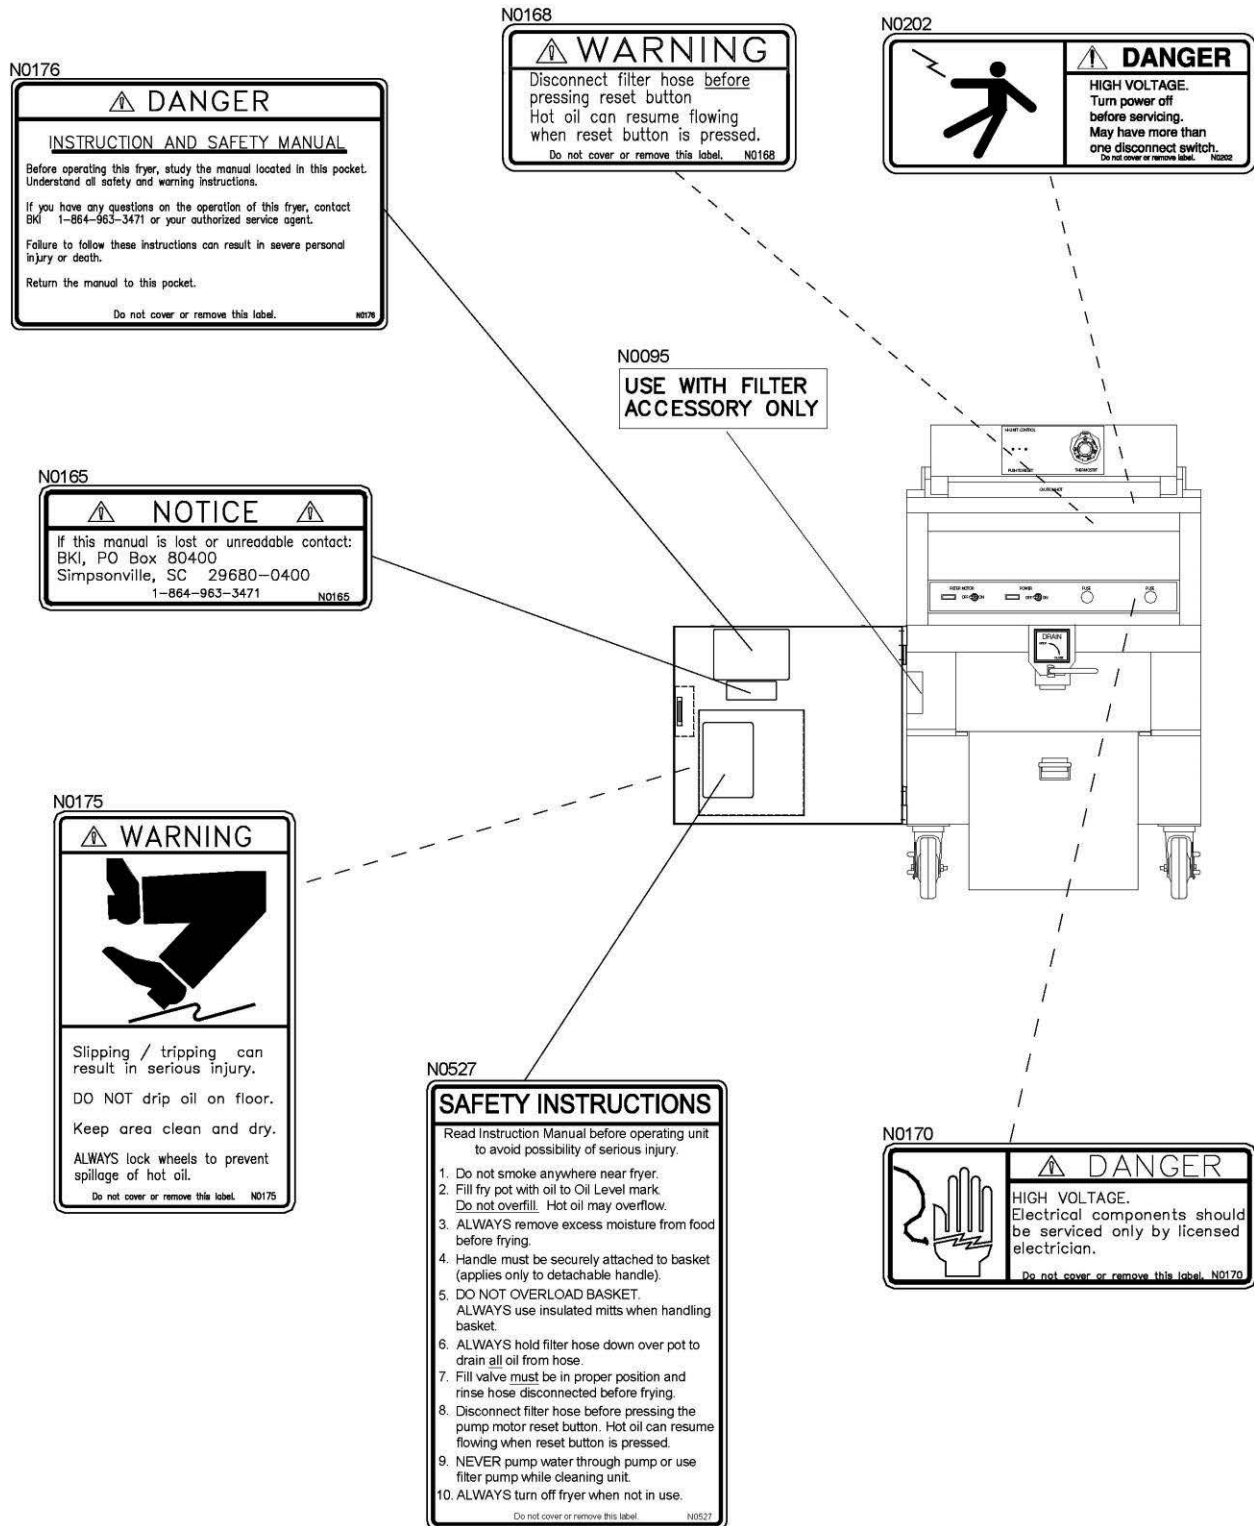 N0168
WARNING
Disconnect filter hose before
pressing reset button
Hot oil can resume flowing
when reset button is pressed.
Do not cover or remove this label. N0168
N0202
DANGER
HIGH VOLTAGE.
Turn power off
before servicing.
May have more than
one disconnect switch.
Do not cover or remove label. N0202
N0176
DANGER
INSTRUCTION AND SAFETY MANUAL
Before operating this fryer, study the manual located in this pocket.
Understand all safety and warning instructions.
If you have any questions on the operation of this fryer, contact
BKI 1-864-963-3471 or your authorized service agent.
Failure to follow these instructions can result in severe personal
injury or death.
Return the manual to this pocket.
Do not cover or remove this label. N0176
N0095
USE WITH FILTER
ACCESSORY ONLY
HI-LIMIT CONTROL
PUSH TO RESET THERMOSTAT
N0165
NOTICE
If this manual is lost or unreadable contact:
BKI, PO Box 80400
Simpsonville, SC 29680-0400
1-864-963-3471 N0165
FILTER MOTOR POWER FUSE FUSE
OFF ON OFF ON
DRAIN
N0175
WARNING
Slipping / tripping can
result in serious injury.
DO NOT drip oil on floor.
Keep area clean and dry.
ALWAYS lock wheels to prevent
spillage of hot oil.
Do not cover or remove this label. N0175
N0527
SAFETY INSTRUCTIONS
Read Instruction Manual before operating unit
to avoid possibility of serious injury.
1. Do not smoke anywhere near fryer.
2. Fill fry pot with oil to Oil Level mark.
Do not overfill. Hot oil may overflow.
3. ALWAYS remove excess moisture from food
before frying.
4. Handle must be securely attached to basket
(applies only to detachable handle).
5. DO NOT OVERLOAD BASKET.
ALWAYS use insulated mitts when handling
basket.
6. ALWAYS hold filter hose down over pot to
drain all oil from hose.
7. Fill valve must be in proper position and
rinse hose disconnected before frying.
8. Disconnect filter hose before pressing the
pump motor reset button. Hot oil can resume
flowing when reset button is pressed.
9. NEVER pump water through pump or use
filter pump while cleaning unit.
10. ALWAYS turn off fryer when not in use.
Do not cover or remove this label. N0527
N0170
DANGER
HIGH VOLTAGE.
Electrical components should
be serviced only by licensed
electrician.
Do not cover or remove this label. N0170